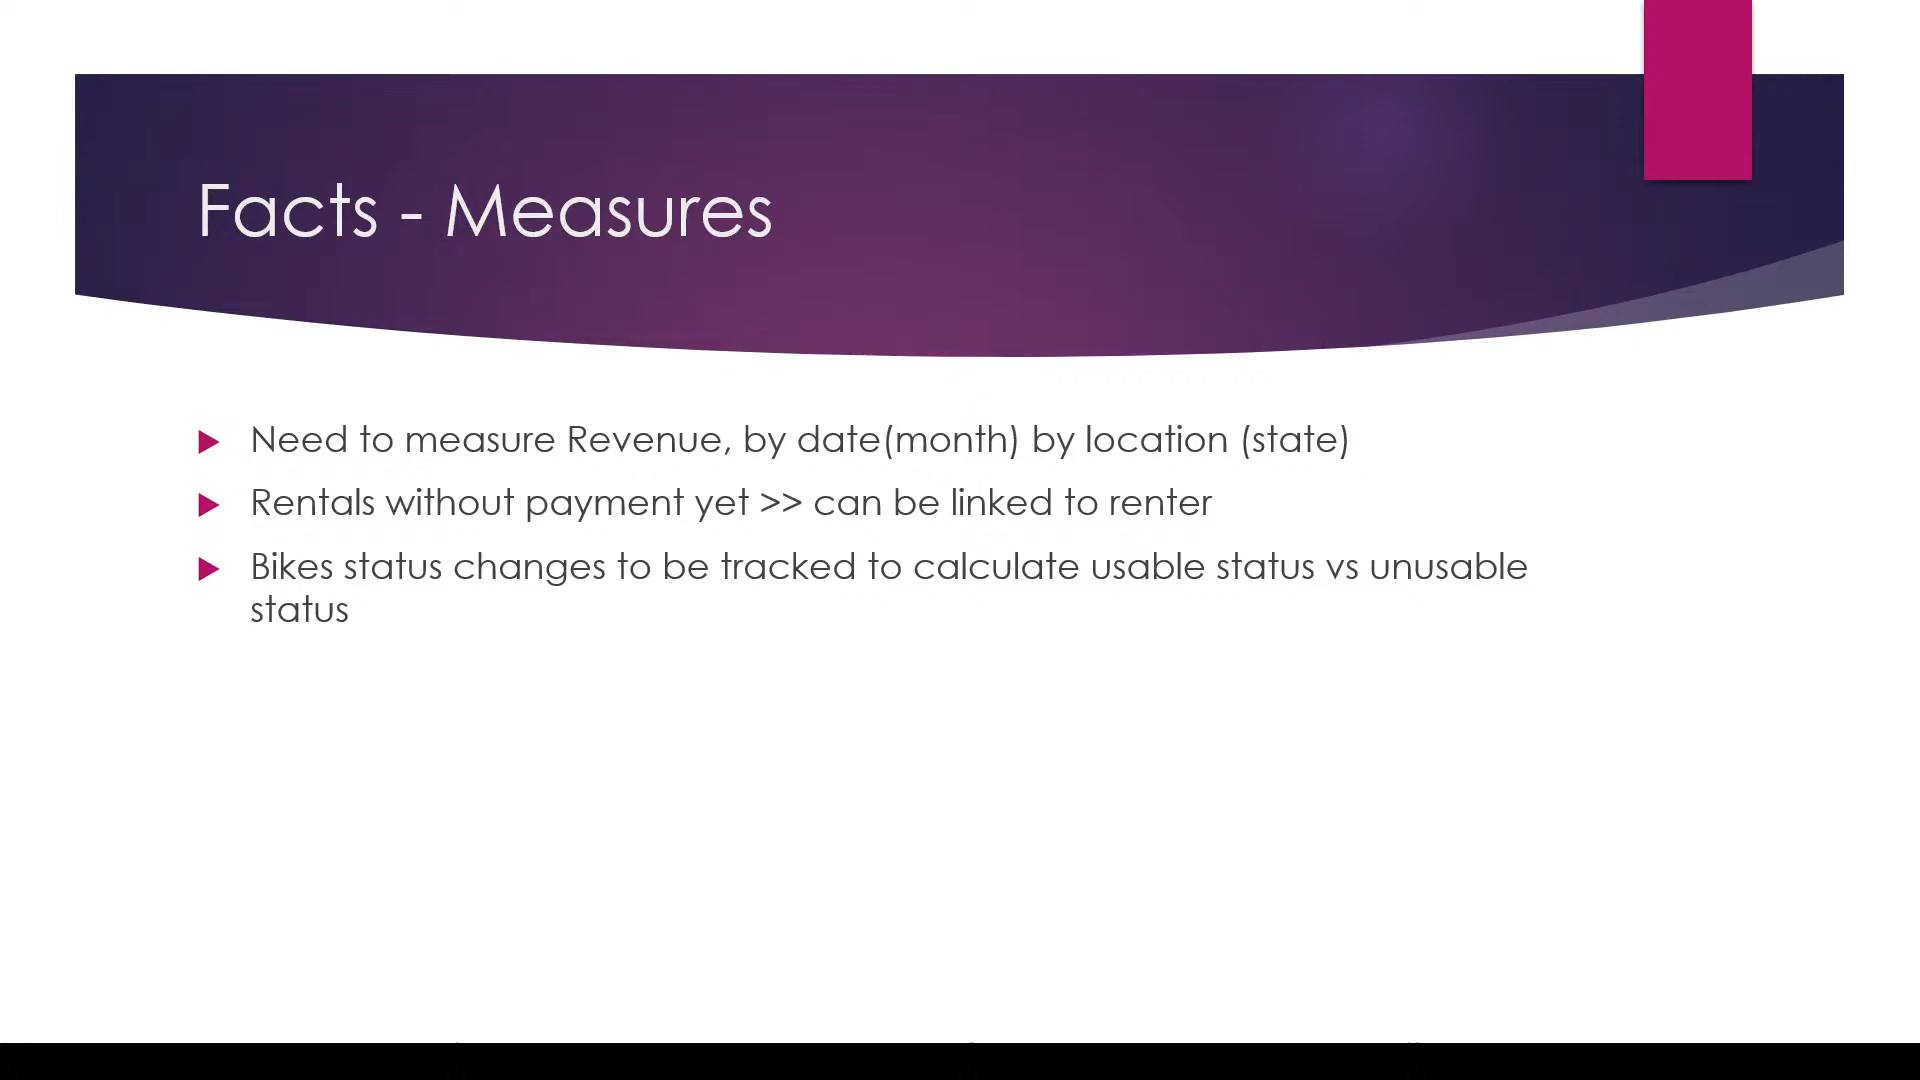 Facts - Measures
Need to measure Revenue, by date(month) by location (state)
Rentals without payment yet >> can be linked to renter
Bikes status changes to be tracked to calculate usable status vs unusable
status